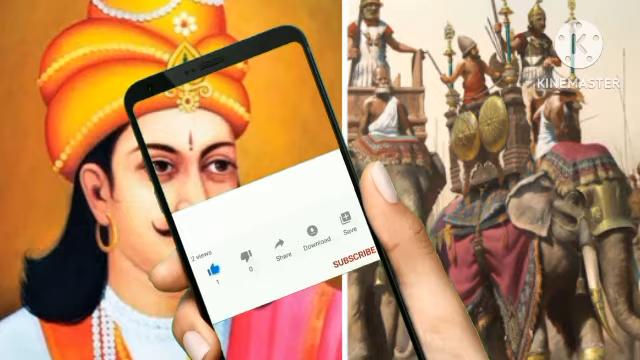 K
KINEMASTER
2 views
1
0
Share
Download
Save
SUBSCRIBE